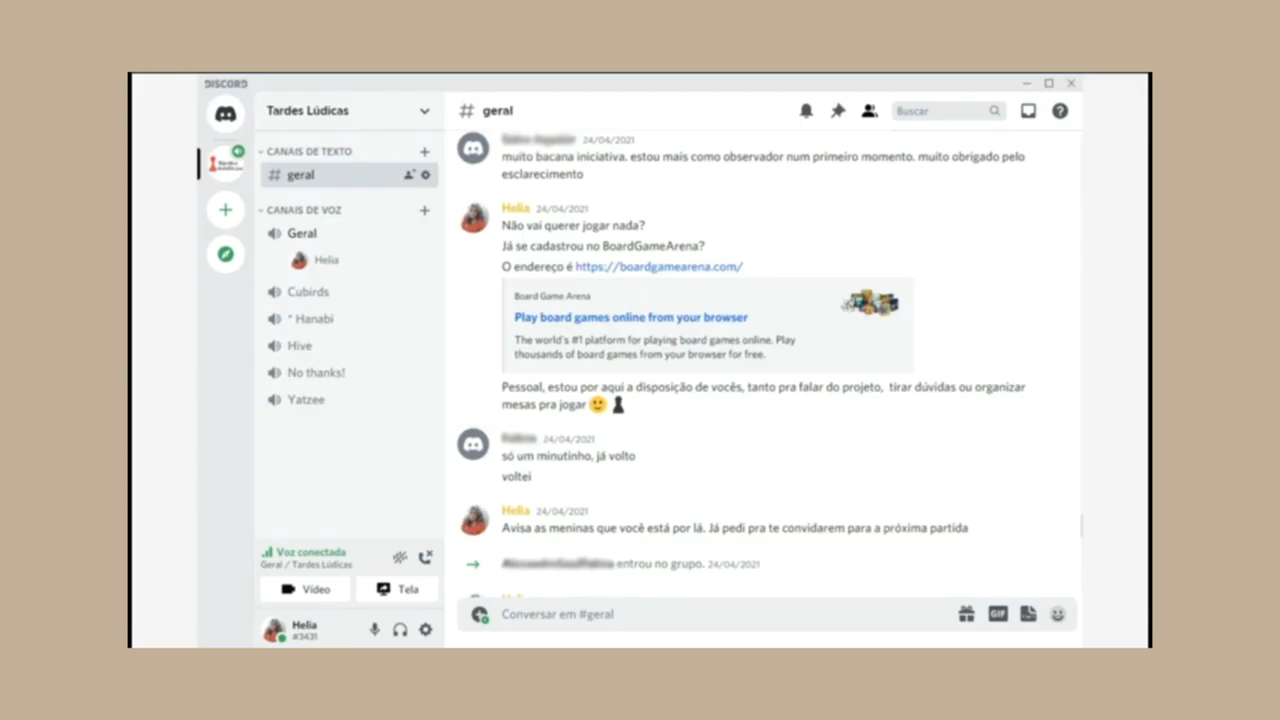 DISCORD
Tardes Lúdicas
# geral
Buscar
CANAIS DE TEXTO
# geral
CANAIS DE VOZ
Geral
Helia
Cubirds
* Hanabi
Hive
No thanks!
Yatzee
Voz conectada
Geral / Tardes Lúdicas
Vídeo
Tela
Helia
#3431
24/04/2021
muito bacana iniciativa. estou mais como observador num primeiro momento. muito obrigado pelo
esclarecimento
Helia 24/04/2021
Não vai querer jogar nada?
Já se cadastrou no BoardGameArena?
O endereço é https://boardgamearena.com/
Board Game Arena
Play board games online from your browser
The world's #1 platform for playing board games online. Play
thousands of board games from your browser for free.
Pessoal, estou por aqui a disposição de vocês, tanto pra falar do projeto, tirar dúvidas ou organizar
mesas pra jogar 🙂 ♟
24/04/2021
só um minutinho, já volto
voltei
Helia 24/04/2021
Avisa as meninas que você está por lá. Já pedi pra te convidarem para a próxima partida
entrou no grupo. 24/04/2021
Conversar em #geral
GIF